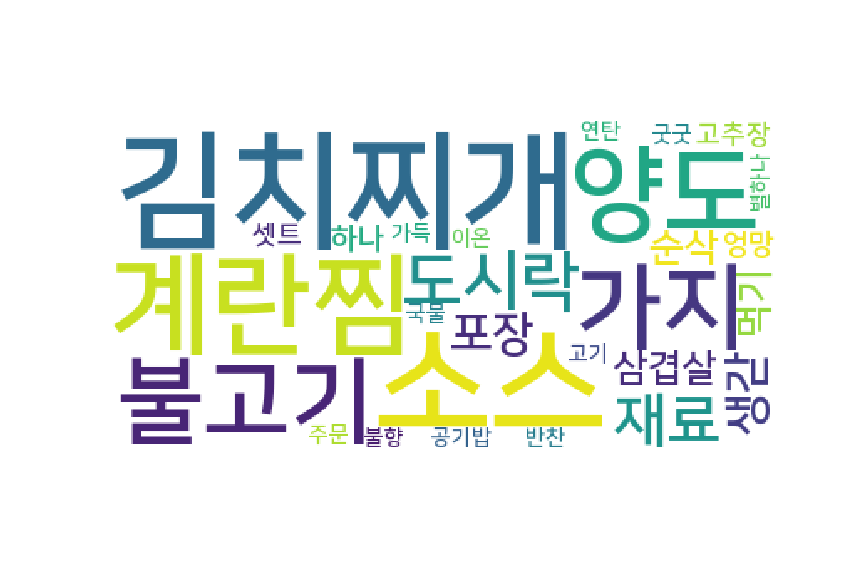 김치찌개
양도
연탄
굿굿
고추장
별하나
셋트
하나
가득
이온
순삭
엉망
계란찜
도시락
가지
먹기
국물
포장
불고기
소스
고기
삼겹살
생간
재료
주문
불향
공기밥
반찬